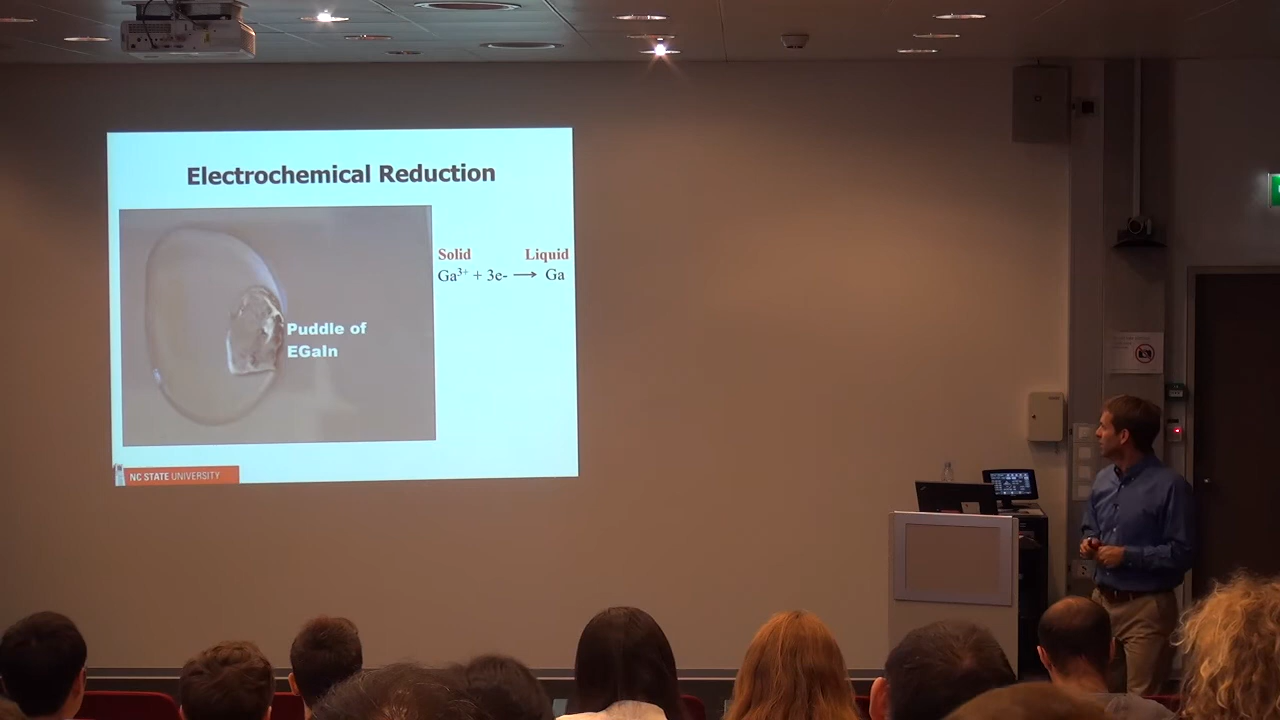 Electrochemical Reduction
Solid Liquid
Ga³⁺ + 3e- ⟶ Ga
Puddle of
EGaIn
NC STATE UNIVERSITY